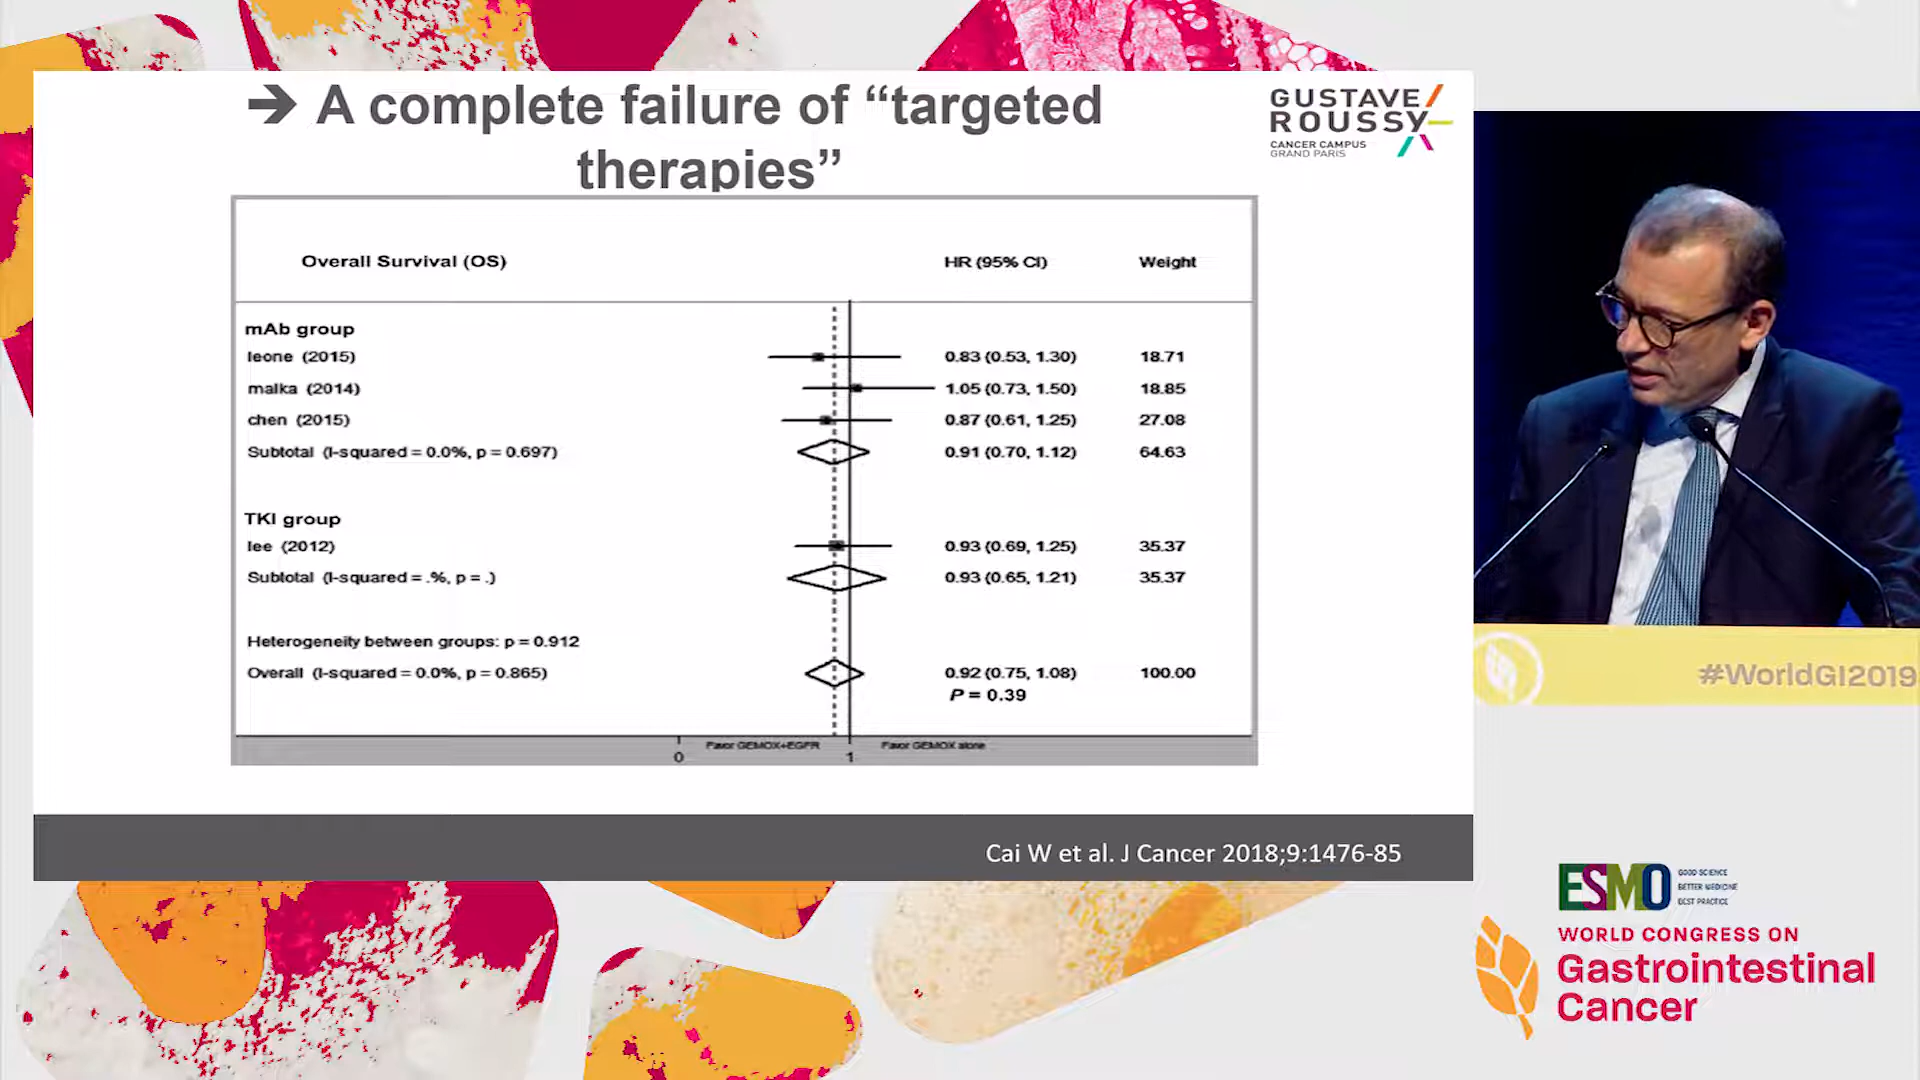 ➔ A complete failure of “targeted
therapies”
GUSTAVE
ROUSSY
CANCER CAMPUS
GRAND PARIS
Overall Survival (OS) HR (95% CI) Weight
mAb group
leone (2015) 0.83 (0.53, 1.30) 18.71
malka (2014) 1.05 (0.73, 1.50) 18.85
chen (2015) 0.87 (0.61, 1.25) 27.08
Subtotal (I-squared = 0.0%, p = 0.697) 0.91 (0.70, 1.12) 64.63
TKI group
lee (2012) 0.93 (0.69, 1.25) 35.37
Subtotal (I-squared = .%, p = .) 0.93 (0.65, 1.21) 35.37
Heterogeneity between groups: p = 0.912
Overall (I-squared = 0.0%, p = 0.865) 0.92 (0.75, 1.08) 100.00
P = 0.39
Favor GEMOX+EGFR Favor GEMOX alone
0 1
Cai W et al. J Cancer 2018;9:1476-85
#WorldGI2019
ESMO
GOOD SCIENCE
BETTER MEDICINE
BEST PRACTICE
WORLD CONGRESS ON
Gastrointestinal
Cancer